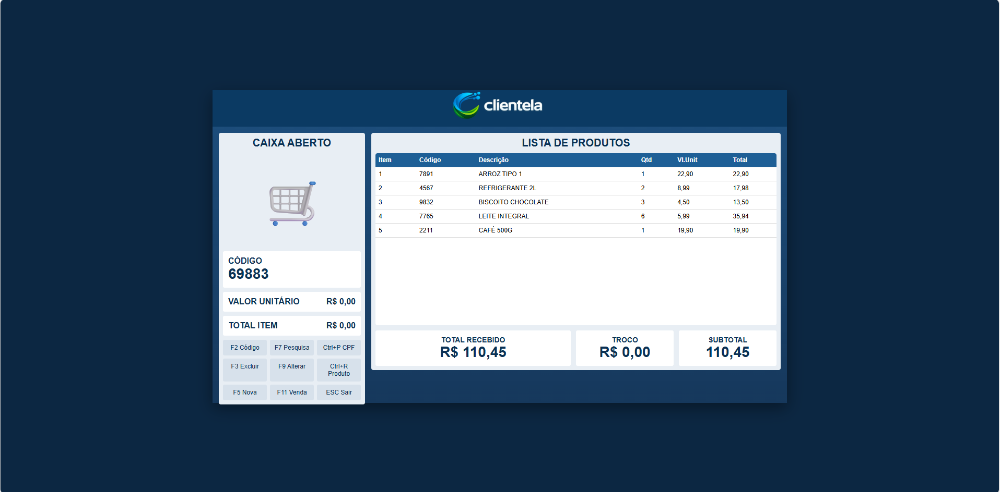 clientela
CAIXA ABERTO
CÓDIGO
69883
VALOR UNITÁRIO R$ 0,00
TOTAL ITEM R$ 0,00
F2 Código F7 Pesquisa Ctrl+P CPF
F3 Excluir F9 Alterar Ctrl+R
Produto
F5 Nova F11 Venda ESC Sair
LISTA DE PRODUTOS
Item Código Descrição Qtd Vl.Unit Total
1 7891 ARROZ TIPO 1 1 22,90 22,90
2 4567 REFRIGERANTE 2L 2 8,99 17,98
3 9832 BISCOITO CHOCOLATE 3 4,50 13,50
4 7765 LEITE INTEGRAL 6 5,99 35,94
5 2211 CAFÉ 500G 1 19,90 19,90
TOTAL RECEBIDO TROCO SUBTOTAL
R$ 110,45 R$ 0,00 110,45